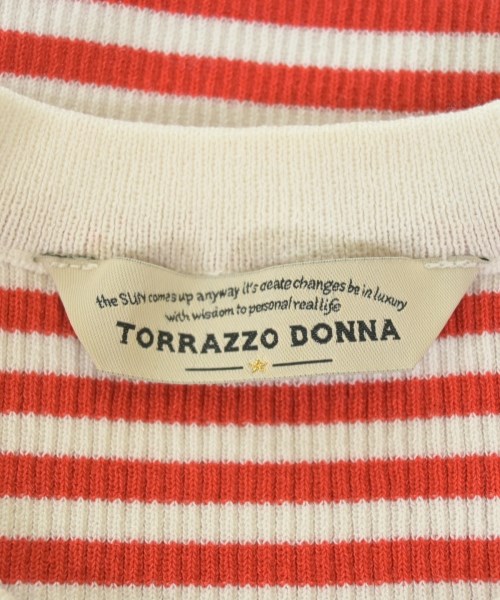 the SUN comes up anyway it's create changes be in luxury
with wisdom to personal real life
TORRAZZO DONNA